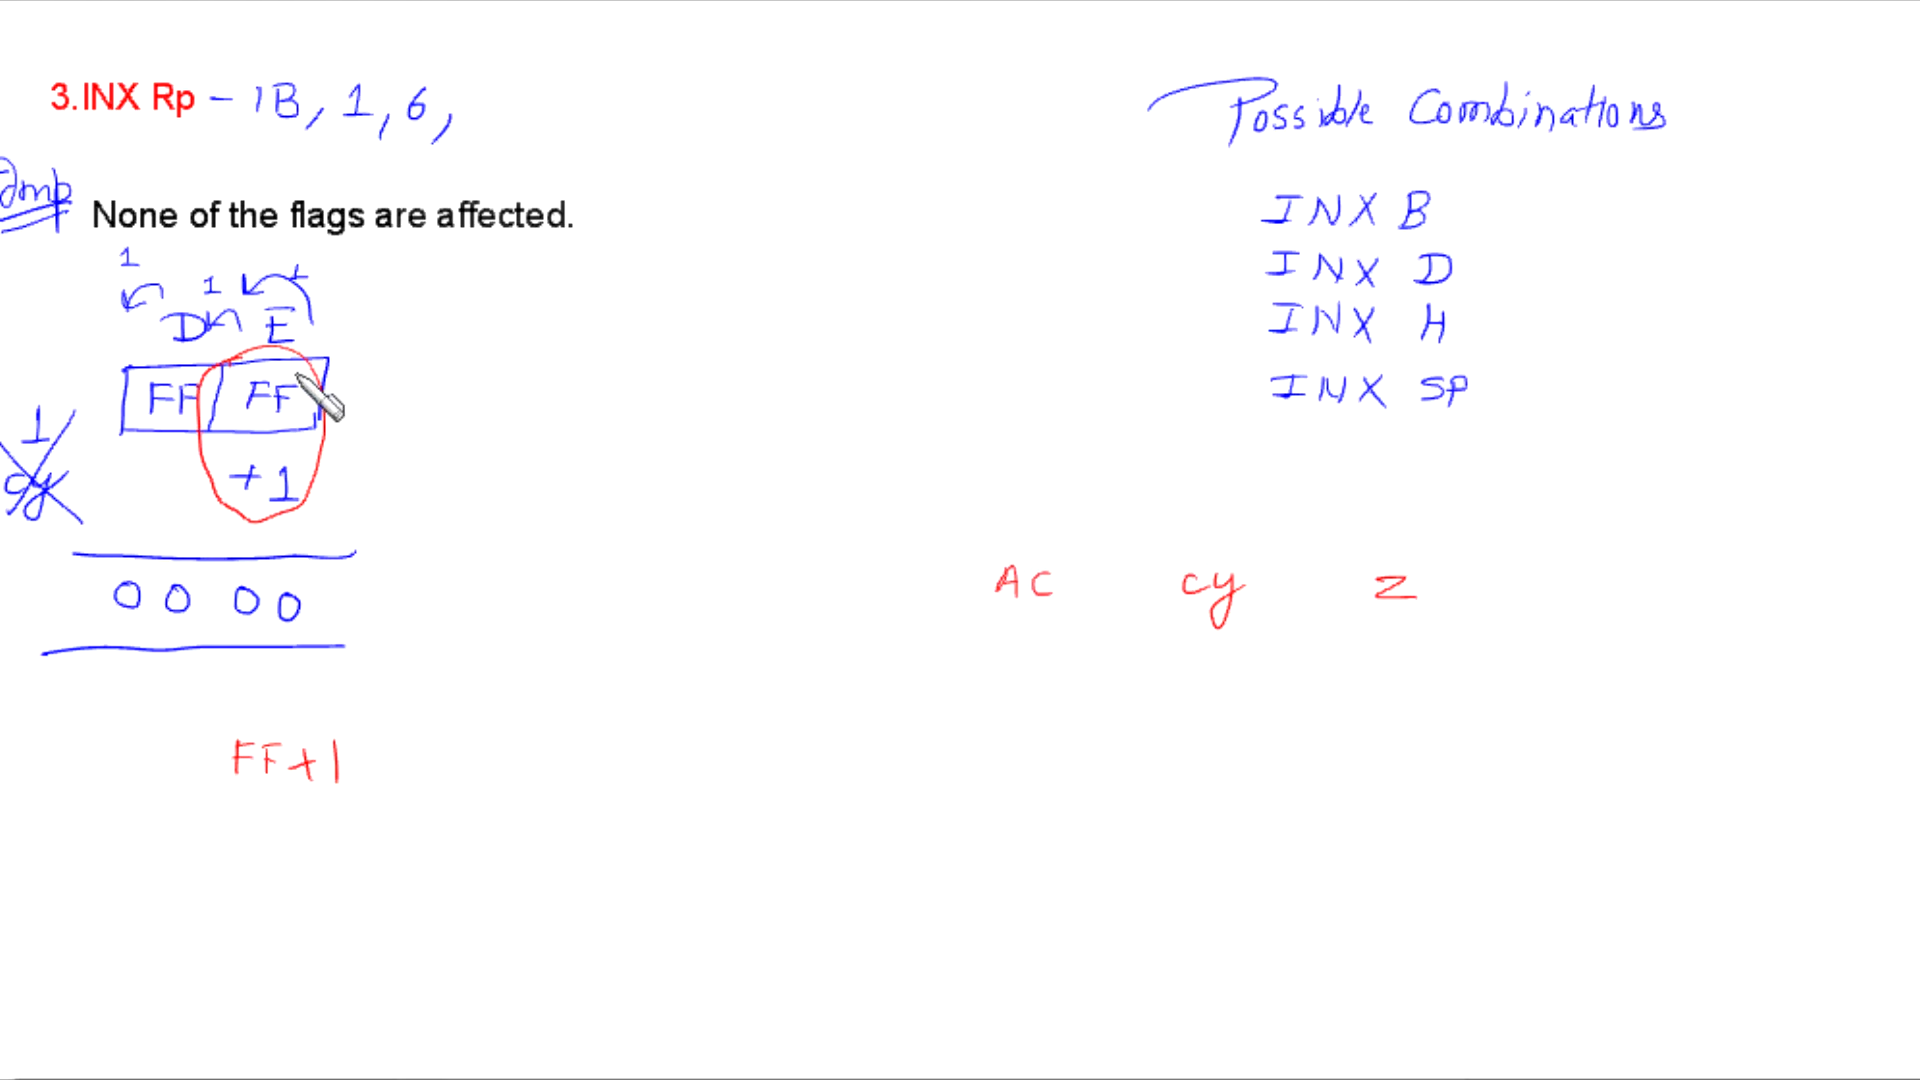 3.INX Rp - 1B, 1, 6,
Imp None of the flags are affected.
1
1 1
D E
FF FF
1
cy
+ 1
0 0 0 0
FF+1
Possible Combinations
INX B
INX D
INX H
INX SP
AC cy Z